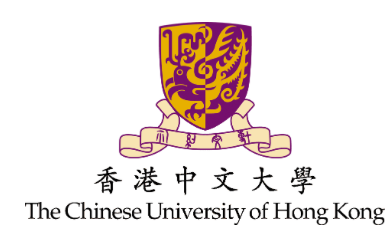 香港中文大學
The Chinese University of Hong Kong